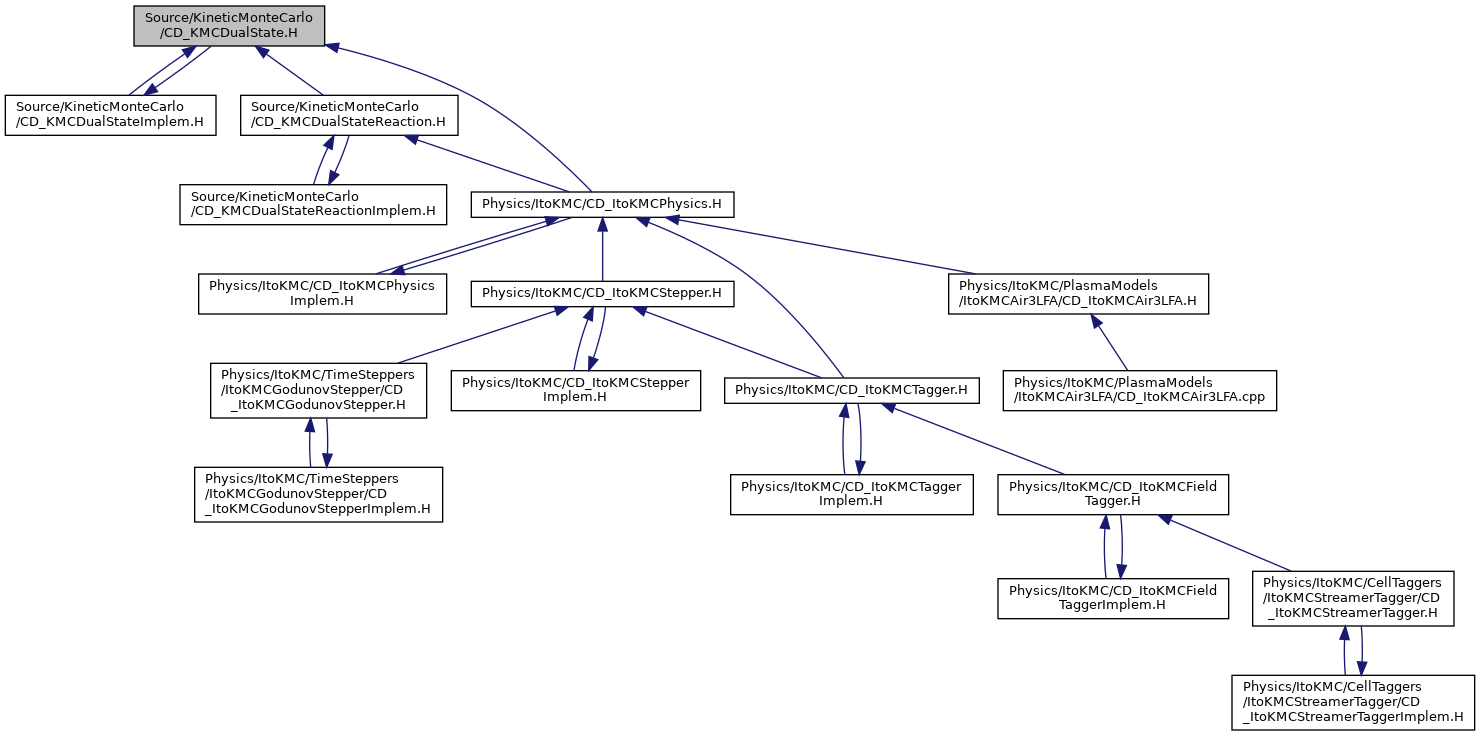 Source/KineticMonteCarlo
/CD_KMCDualState.H
Source/KineticMonteCarlo
/CD_KMCDualStateImplem.H
Source/KineticMonteCarlo
/CD_KMCDualStateReaction.H
Source/KineticMonteCarlo
/CD_KMCDualStateReactionImplem.H
Physics/ItoKMC/CD_ItoKMCPhysics.H
Physics/ItoKMC/CD_ItoKMCPhysics
Implem.H
Physics/ItoKMC/CD_ItoKMCStepper.H
Physics/ItoKMC/PlasmaModels
/ItoKMCAir3LFA/CD_ItoKMCAir3LFA.H
Physics/ItoKMC/TimeSteppers
/ItoKMCGodunovStepper/CD
_ItoKMCGodunovStepper.H
Physics/ItoKMC/CD_ItoKMCStepper
Implem.H
Physics/ItoKMC/CD_ItoKMCTagger.H
Physics/ItoKMC/PlasmaModels
/ItoKMCAir3LFA/CD_ItoKMCAir3LFA.cpp
Physics/ItoKMC/TimeSteppers
/ItoKMCGodunovStepper/CD
_ItoKMCGodunovStepperImplem.H
Physics/ItoKMC/CD_ItoKMCTagger
Implem.H
Physics/ItoKMC/CD_ItoKMCField
Tagger.H
Physics/ItoKMC/CD_ItoKMCField
TaggerImplem.H
Physics/ItoKMC/CellTaggers
/ItoKMCStreamerTagger/CD
_ItoKMCStreamerTagger.H
Physics/ItoKMC/CellTaggers
/ItoKMCStreamerTagger/CD
_ItoKMCStreamerTaggerImplem.H